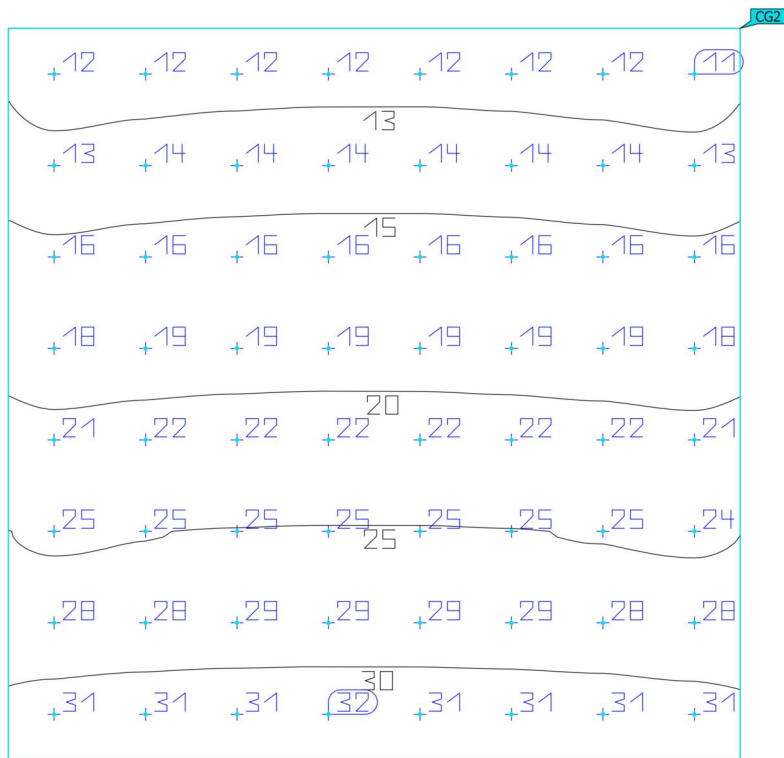 CG2
12 12 12 12 12 12 12 11
13
13 14 14 14 14 14 14 13
15
16 16 16 16 16 16 16 16
18 19 19 19 19 19 19 18
20
21 22 22 22 22 22 22 21
25 25 25 25 25 25 25 24
25
28 28 29 29 29 29 28 28
30
31 31 31 32 31 31 31 31